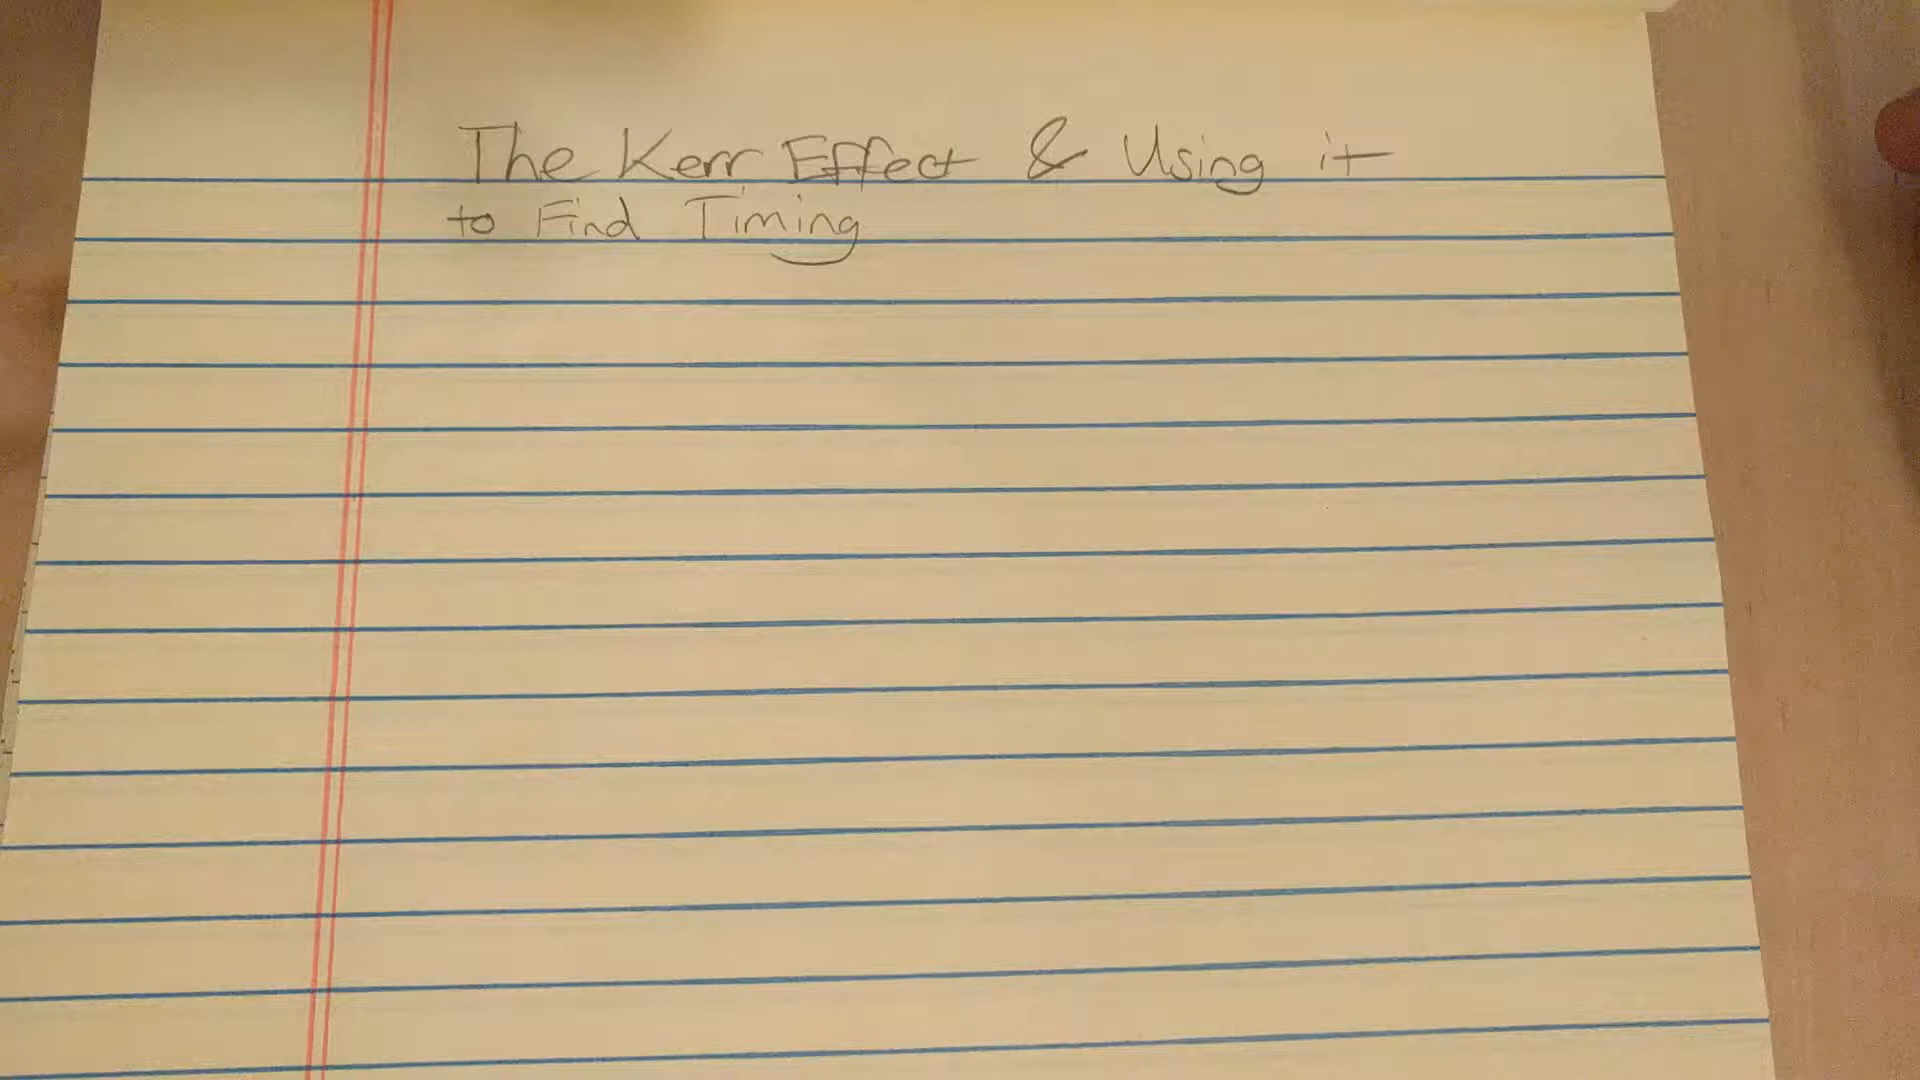 The Kerr Effect & Using it
to Find Timing